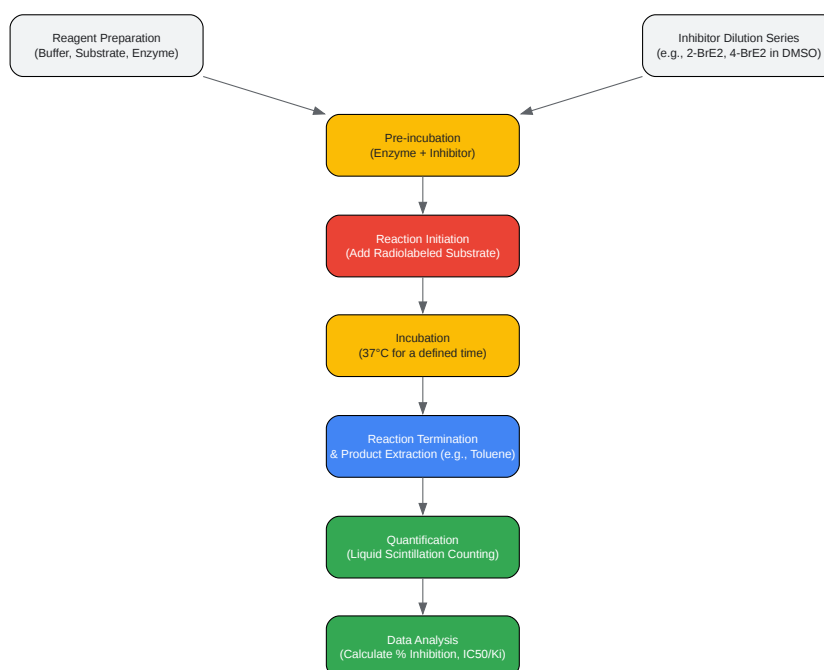 Reagent Preparation
(Buffer, Substrate, Enzyme)
Inhibitor Dilution Series
(e.g., 2-BrE2, 4-BrE2 in DMSO)
Pre-incubation
(Enzyme + Inhibitor)
Reaction Initiation
(Add Radiolabeled Substrate)
Incubation
(37°C for a defined time)
Reaction Termination
& Product Extraction (e.g., Toluene)
Quantification
(Liquid Scintillation Counting)
Data Analysis
(Calculate % Inhibition, IC50/Ki)